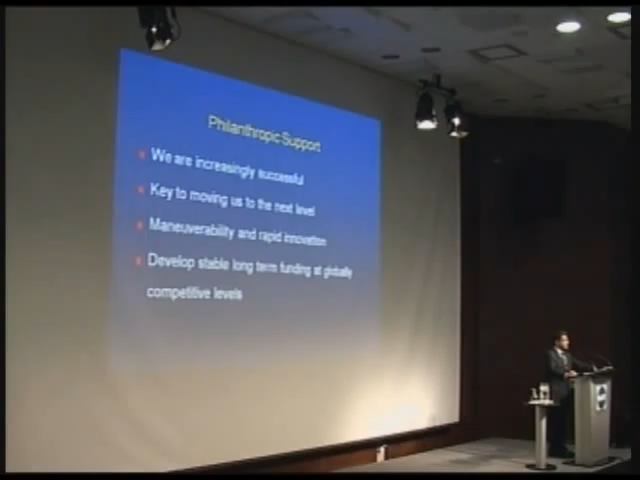 Philanthropic Support
We are increasingly successful
Key to moving us to the next level
Maneuverability and rapid innovation
Develop stable long term funding at globally
competitive levels